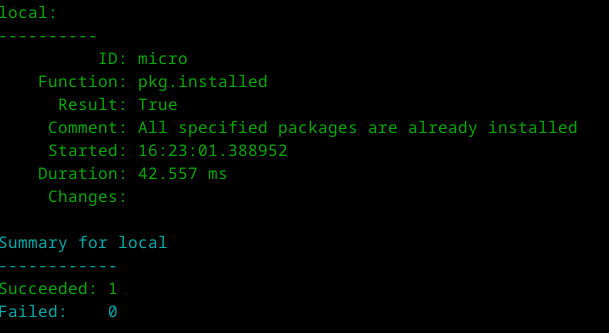 local:
----------
          ID: micro
    Function: pkg.installed
      Result: True
     Comment: All specified packages are already installed
     Started: 16:23:01.388952
    Duration: 42.557 ms
     Changes:

Summary for local
------------
Succeeded: 1
Failed:    0